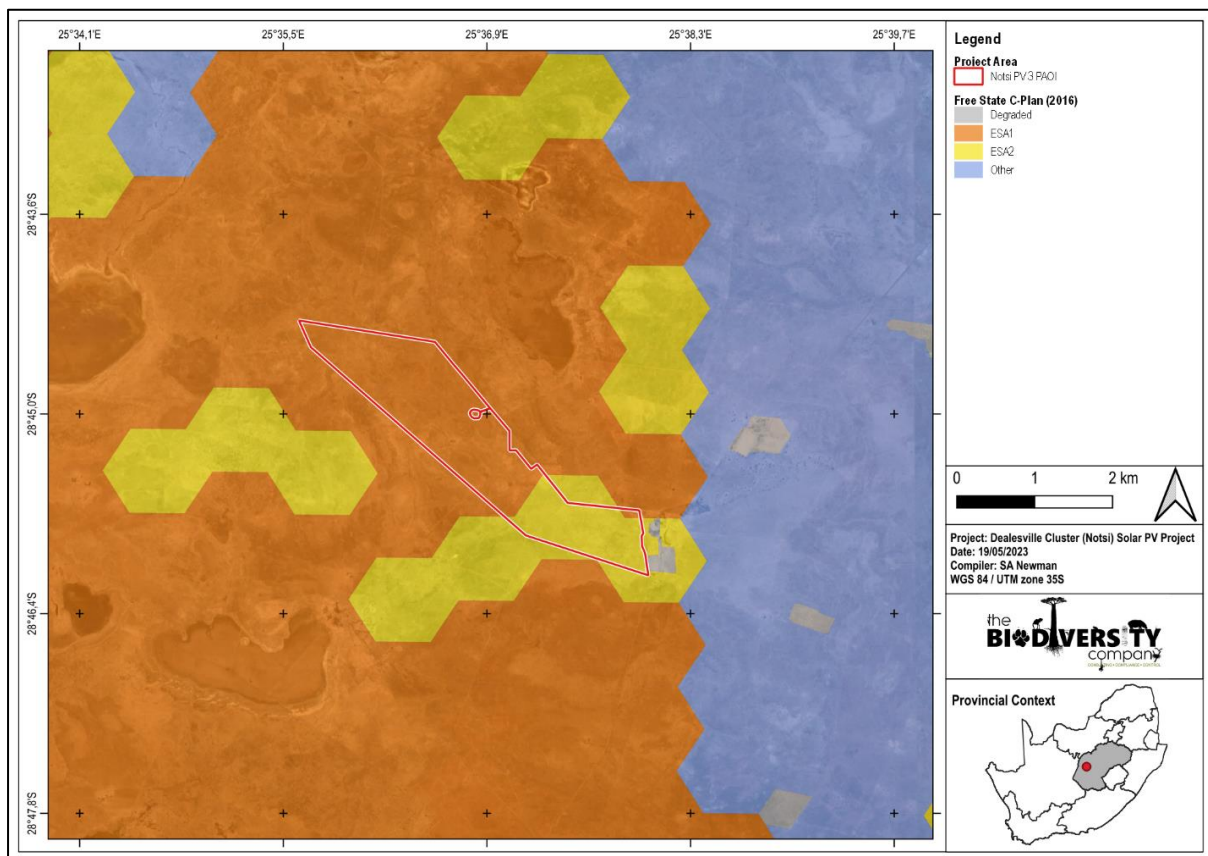 25°34,1'E 25°35,5'E 25°36,9'E 25°38,3'E 25°39,7'E
28°43,6'S
28°45,0'S
28°46,4'S
28°47,8'S
Legend
Project Area
Notsi PV 3 PAOI
Free State C-Plan (2016)
Degraded
ESA1
ESA2
Other
0 1 2 km
Project: Dealesville Cluster (Notsi) Solar PV Project
Date: 19/05/2023
Compiler: SA Newman
WGS 84 / UTM zone 35S
the
BIODIVERSITY
company
Provincial Context